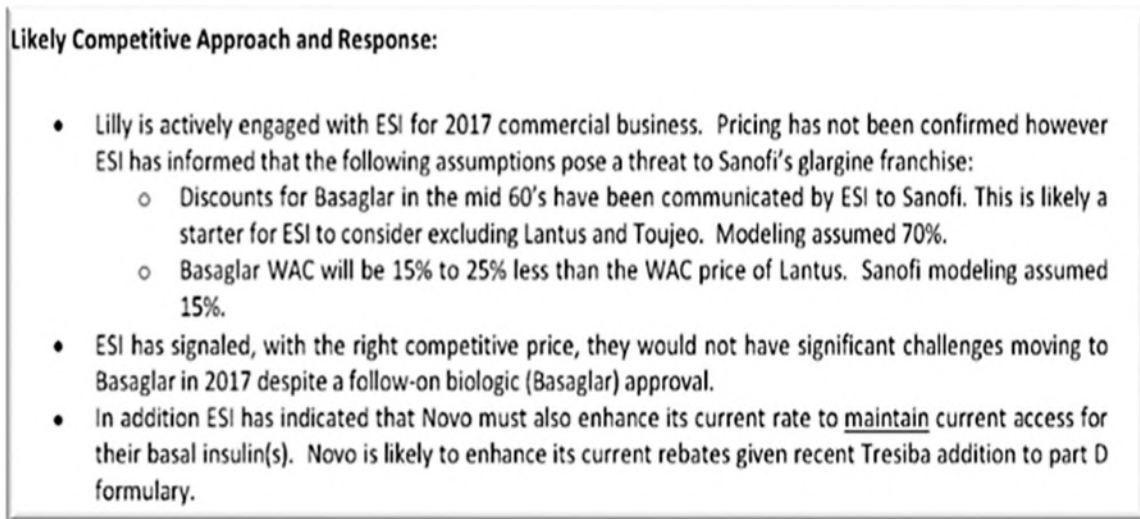 Likely Competitive Approach and Response:
• Lilly is actively engaged with ESI for 2017 commercial business. Pricing has not been confirmed however
ESI has informed that the following assumptions pose a threat to Sanofi's glargine franchise:
o Discounts for Basaglar in the mid 60's have been communicated by ESI to Sanofi. This is likely a
starter for ESI to consider excluding Lantus and Toujeo. Modeling assumed 70%.
o Basaglar WAC will be 15% to 25% less than the WAC price of Lantus. Sanofi modeling assumed
15%.
• ESI has signaled, with the right competitive price, they would not have significant challenges moving to
Basaglar in 2017 despite a follow-on biologic (Basaglar) approval.
• In addition ESI has indicated that Novo must also enhance its current rate to maintain current access for
their basal insulin(s). Novo is likely to enhance its current rebates given recent Tresiba addition to part D
formulary.